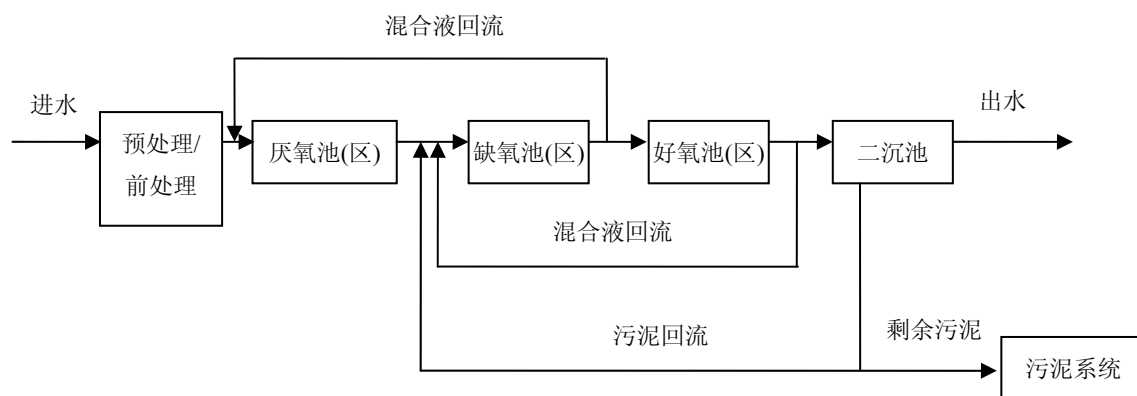 混合液回流
进水
出水
预处理/
前处理
厌氧池(区)
缺氧池(区)
好氧池(区)
二沉池
混合液回流
污泥回流
剩余污泥
污泥系统